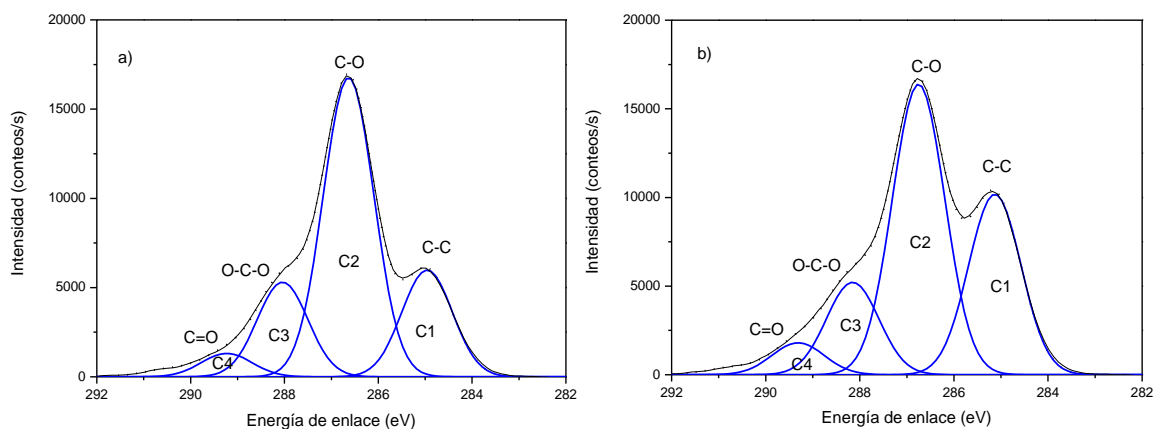 a)
C-O
C-C
O-C-O
C=O
C2
C3
C1
C4
20000
15000
10000
5000
0
292 290 288 286 284 282
Intensidad (conteos/s)
Energía de enlace (eV)
b)
C-O
C-C
O-C-O
C=O
C2
C3
C1
C4
20000
15000
10000
5000
0
292 290 288 286 284 282
Intensidad (conteos/s)
Energía de enlace (eV)